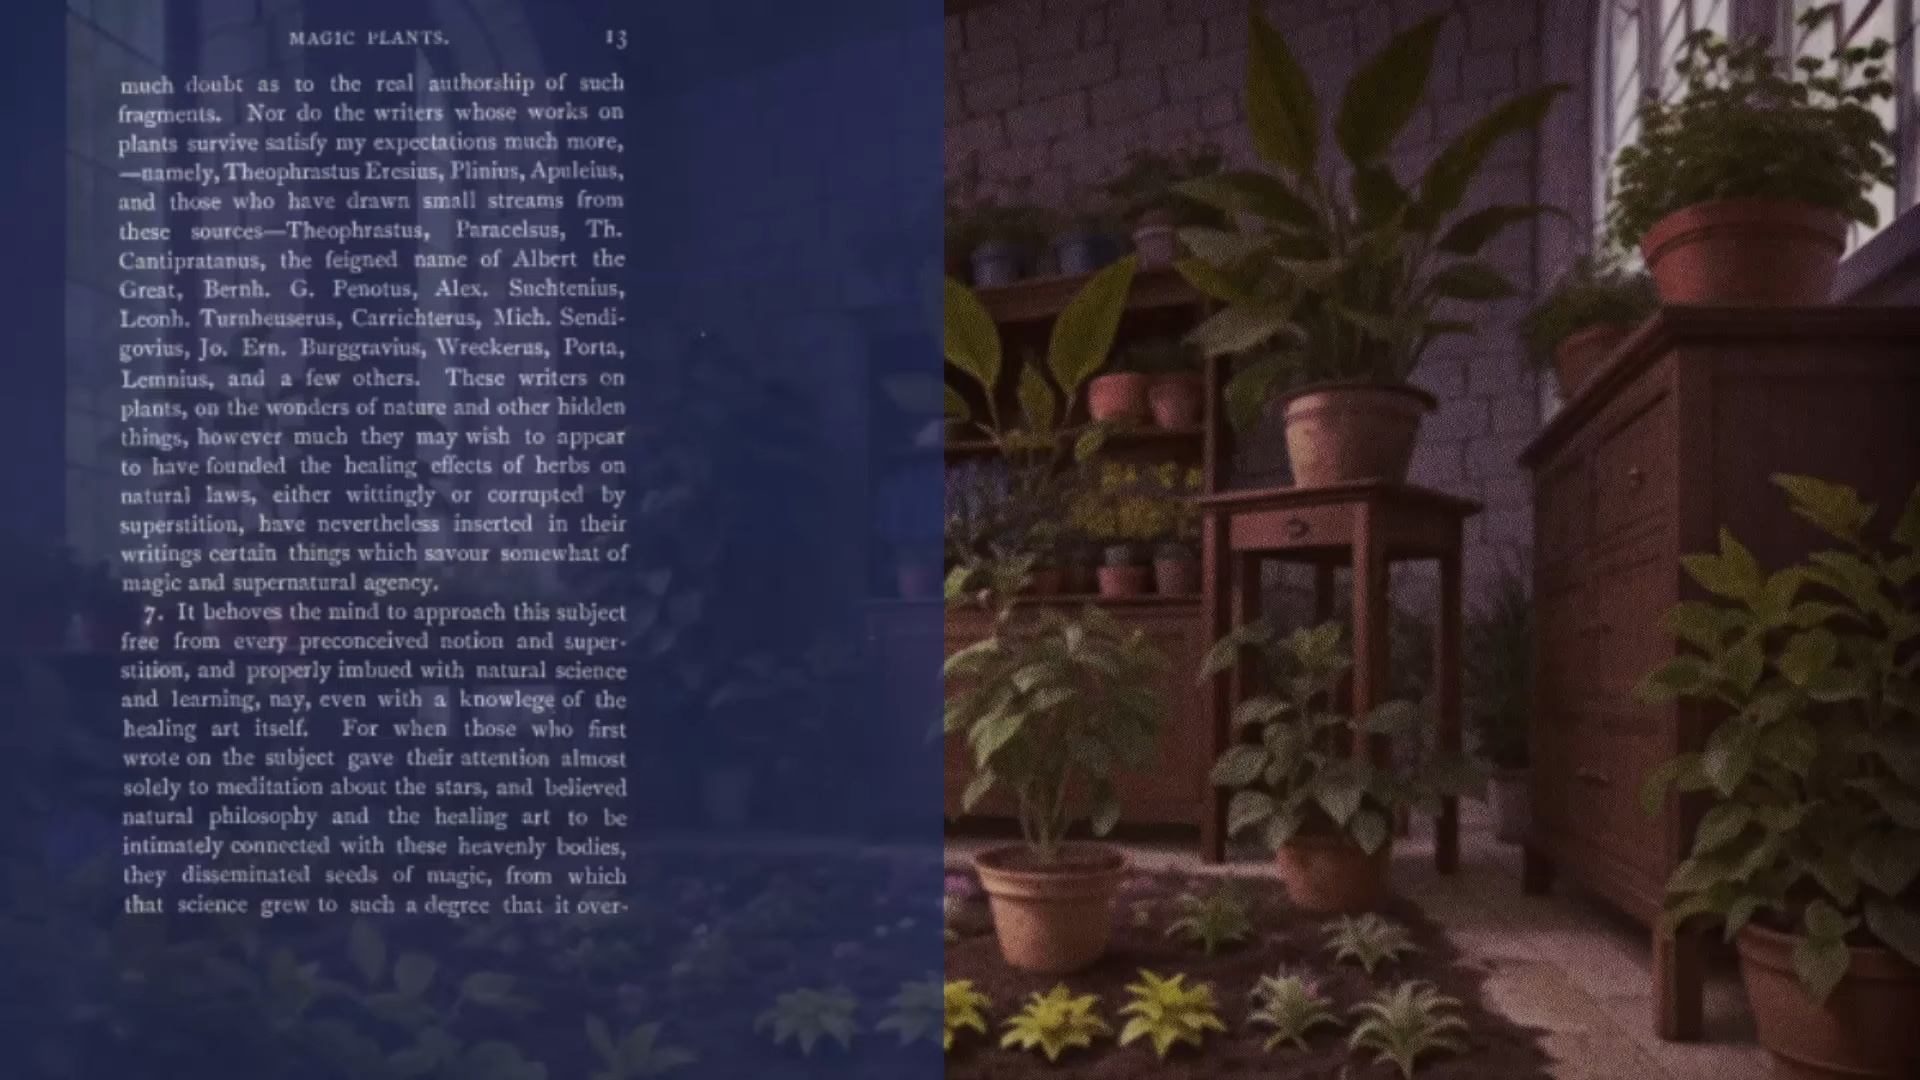 MAGIC PLANTS. 13
much doubt as to the real authorship of such
fragments. Nor do the writers whose works on
plants survive satisfy my expectations much more,
—namely, Theophrastus Eresius, Plinius, Apuleius,
and those who have drawn small streams from
these sources—Theophrastus, Paracelsus, Th.
Cantipratanus, the feigned name of Albert the
Great, Bernh. G. Penotus, Alex. Suchtenius,
Leonh. Turnheuserus, Carrichterus, Mich. Sendi-
govius, Jo. Ern. Burggravius, Wreckerus, Porta,
Lemnius, and a few others. These writers on
plants, on the wonders of nature and other hidden
things, however much they may wish to appear
to have founded the healing effects of herbs on
natural laws, either wittingly or corrupted by
superstition, have nevertheless inserted in their
writings certain things which savour somewhat of
magic and supernatural agency.
7. It behoves the mind to approach this subject
free from every preconceived notion and super-
stition, and properly imbued with natural science
and learning, nay, even with a knowlege of the
healing art itself. For when those who first
wrote on the subject gave their attention almost
solely to meditation about the stars, and believed
natural philosophy and the healing art to be
intimately connected with these heavenly bodies,
they disseminated seeds of magic, from which
that science grew to such a degree that it over-